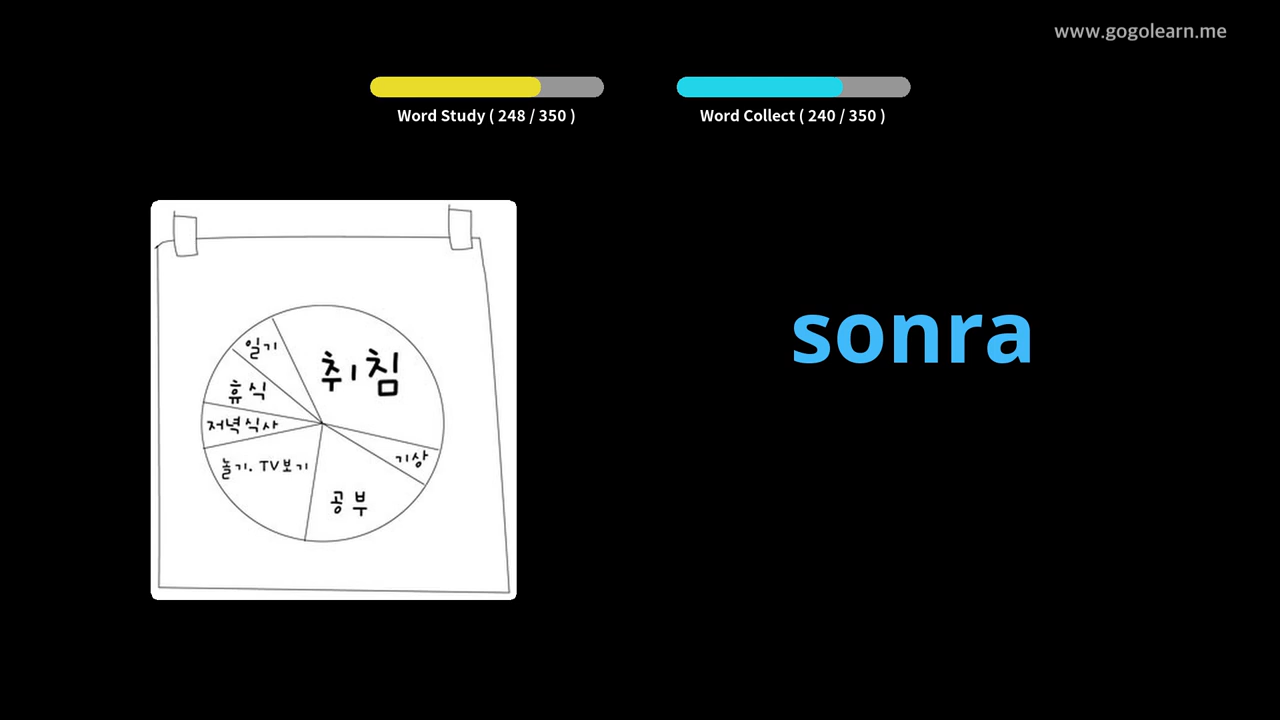 www.gogolearn.me
Word Study ( 248 / 350 )
Word Collect ( 240 / 350 )
일기
취침
휴식
저녁식사
놀기. TV보기
기상
공부
sonra